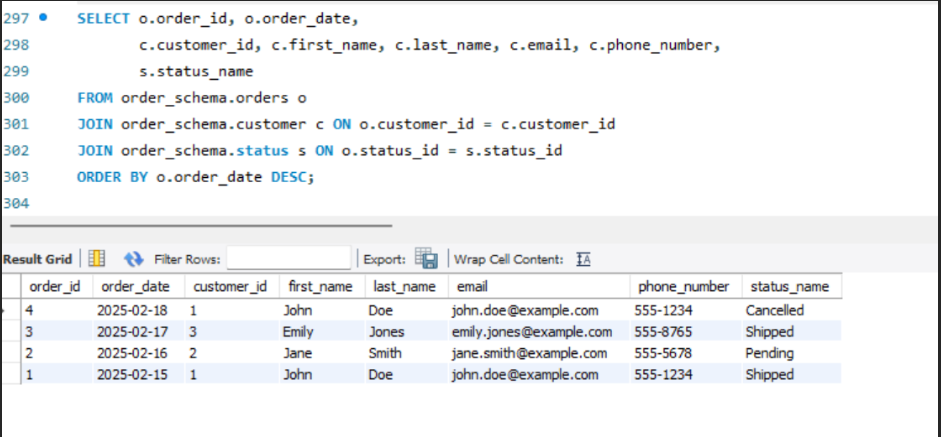 297 SELECT o.order_id, o.order_date,
298 c.customer_id, c.first_name, c.last_name, c.email, c.phone_number,
299 s.status_name
300 FROM order_schema.orders o
301 JOIN order_schema.customer c ON o.customer_id = c.customer_id
302 JOIN order_schema.status s ON o.status_id = s.status_id
303 ORDER BY o.order_date DESC;
304
Result Grid Filter Rows: Export: Wrap Cell Content: IA
order_id order_date customer_id first_name last_name email phone_number status_name
4 2025-02-18 1 John Doe john.doe@example.com 555-1234 Cancelled
3 2025-02-17 3 Emily Jones emily.jones@example.com 555-8765 Shipped
2 2025-02-16 2 Jane Smith jane.smith@example.com 555-5678 Pending
1 2025-02-15 1 John Doe john.doe@example.com 555-1234 Shipped